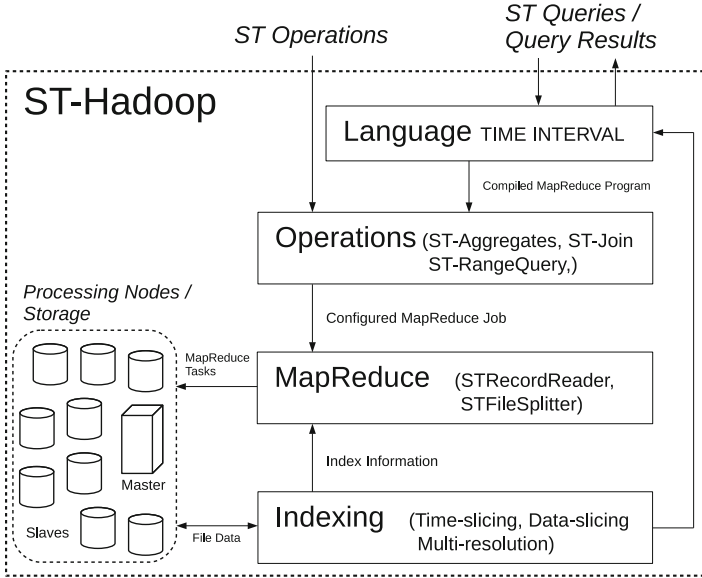 ST Operations
ST Queries /
Query Results
ST-Hadoop
Language TIME INTERVAL
Compiled MapReduce Program
Operations (ST-Aggregates, ST-Join
ST-RangeQuery,)
Processing Nodes /
Storage
Configured MapReduce Job
MapReduce
Tasks
MapReduce (STRecordReader,
STFileSplitter)
Master
Index Information
Slaves
File Data
Indexing (Time-slicing, Data-slicing
Multi-resolution)